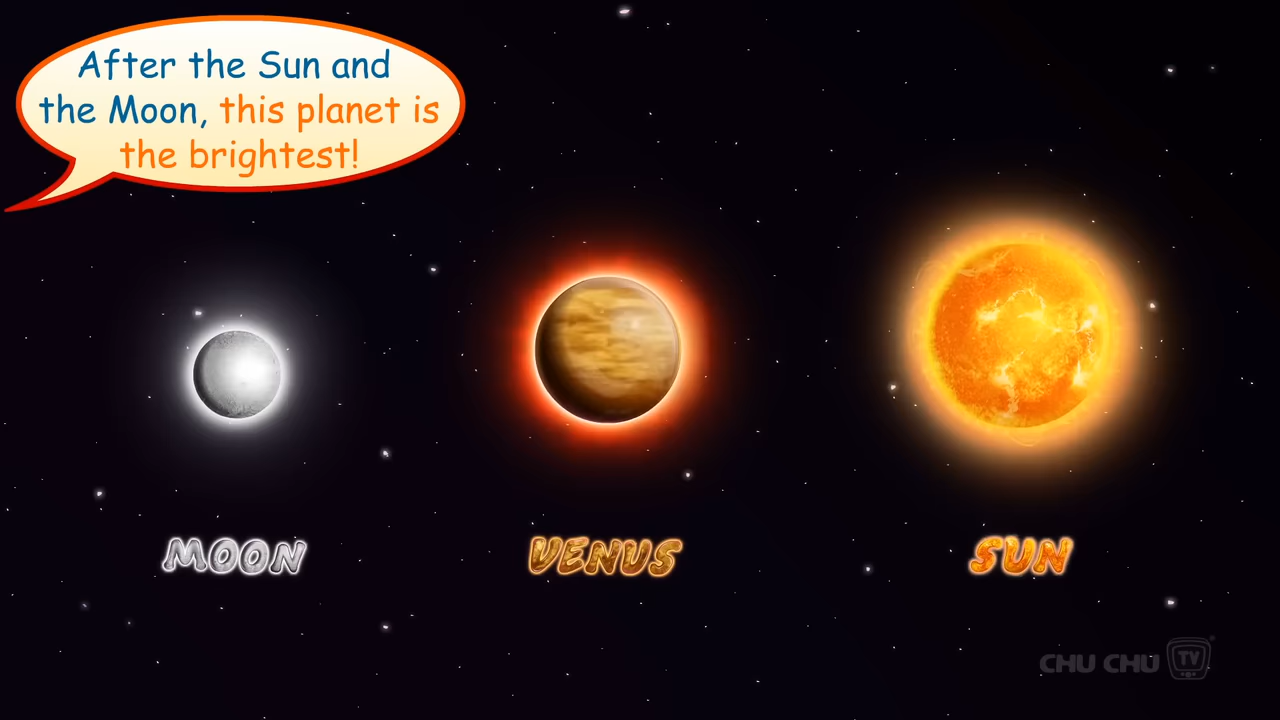 After the Sun and
the Moon, this planet is
the brightest!
MOON
VENUS
SUN
CHU CHU TV